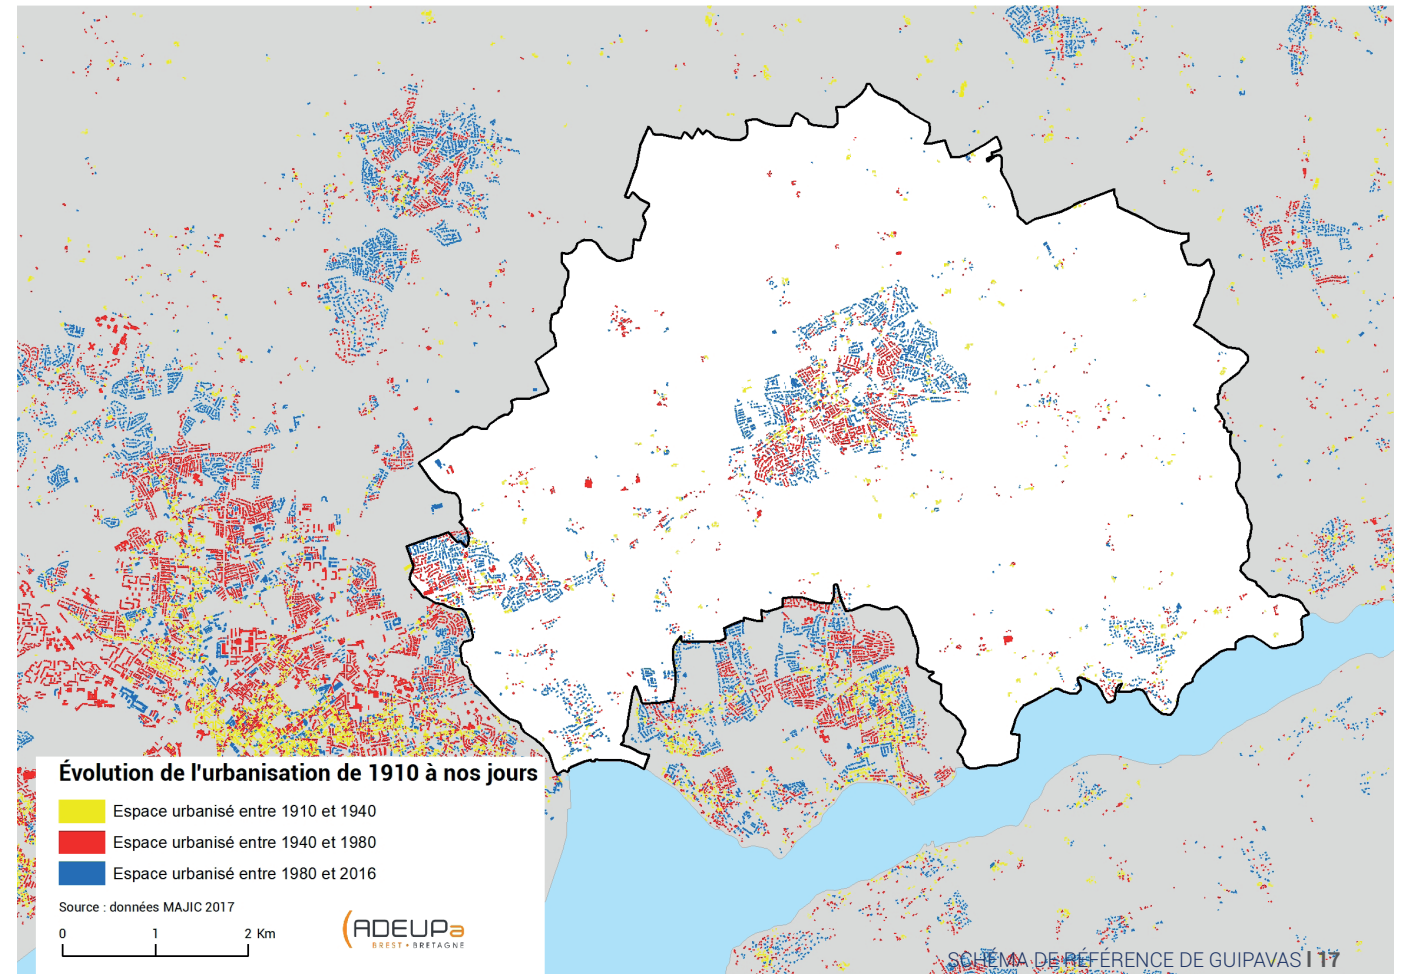 Évolution de l'urbanisation de 1910 à nos jours
Espace urbanisé entre 1910 et 1940
Espace urbanisé entre 1940 et 1980
Espace urbanisé entre 1980 et 2016
Source : données MAJIC 2017
0 1 2 Km
ADEUPa
BREST • BRETAGNE
SCHÉMA DE RÉFÉRENCE DE GUIPAVAS I 17